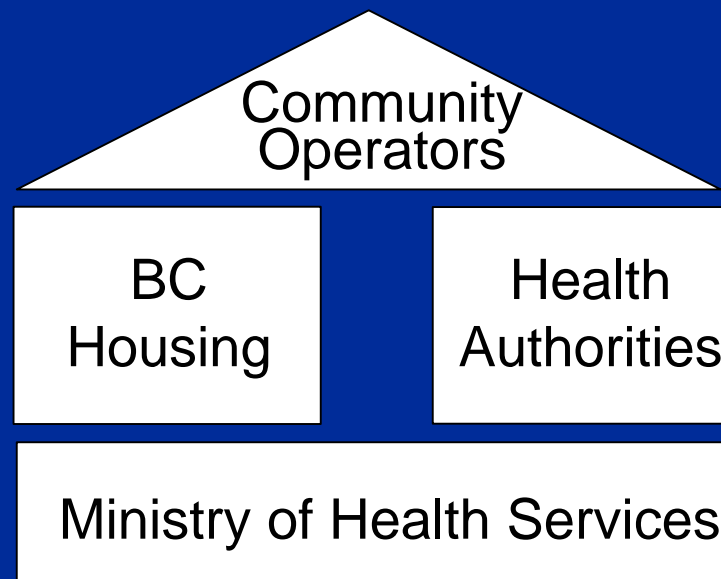 Community
Operators
BC
Housing
Health
Authorities
Ministry of Health Services